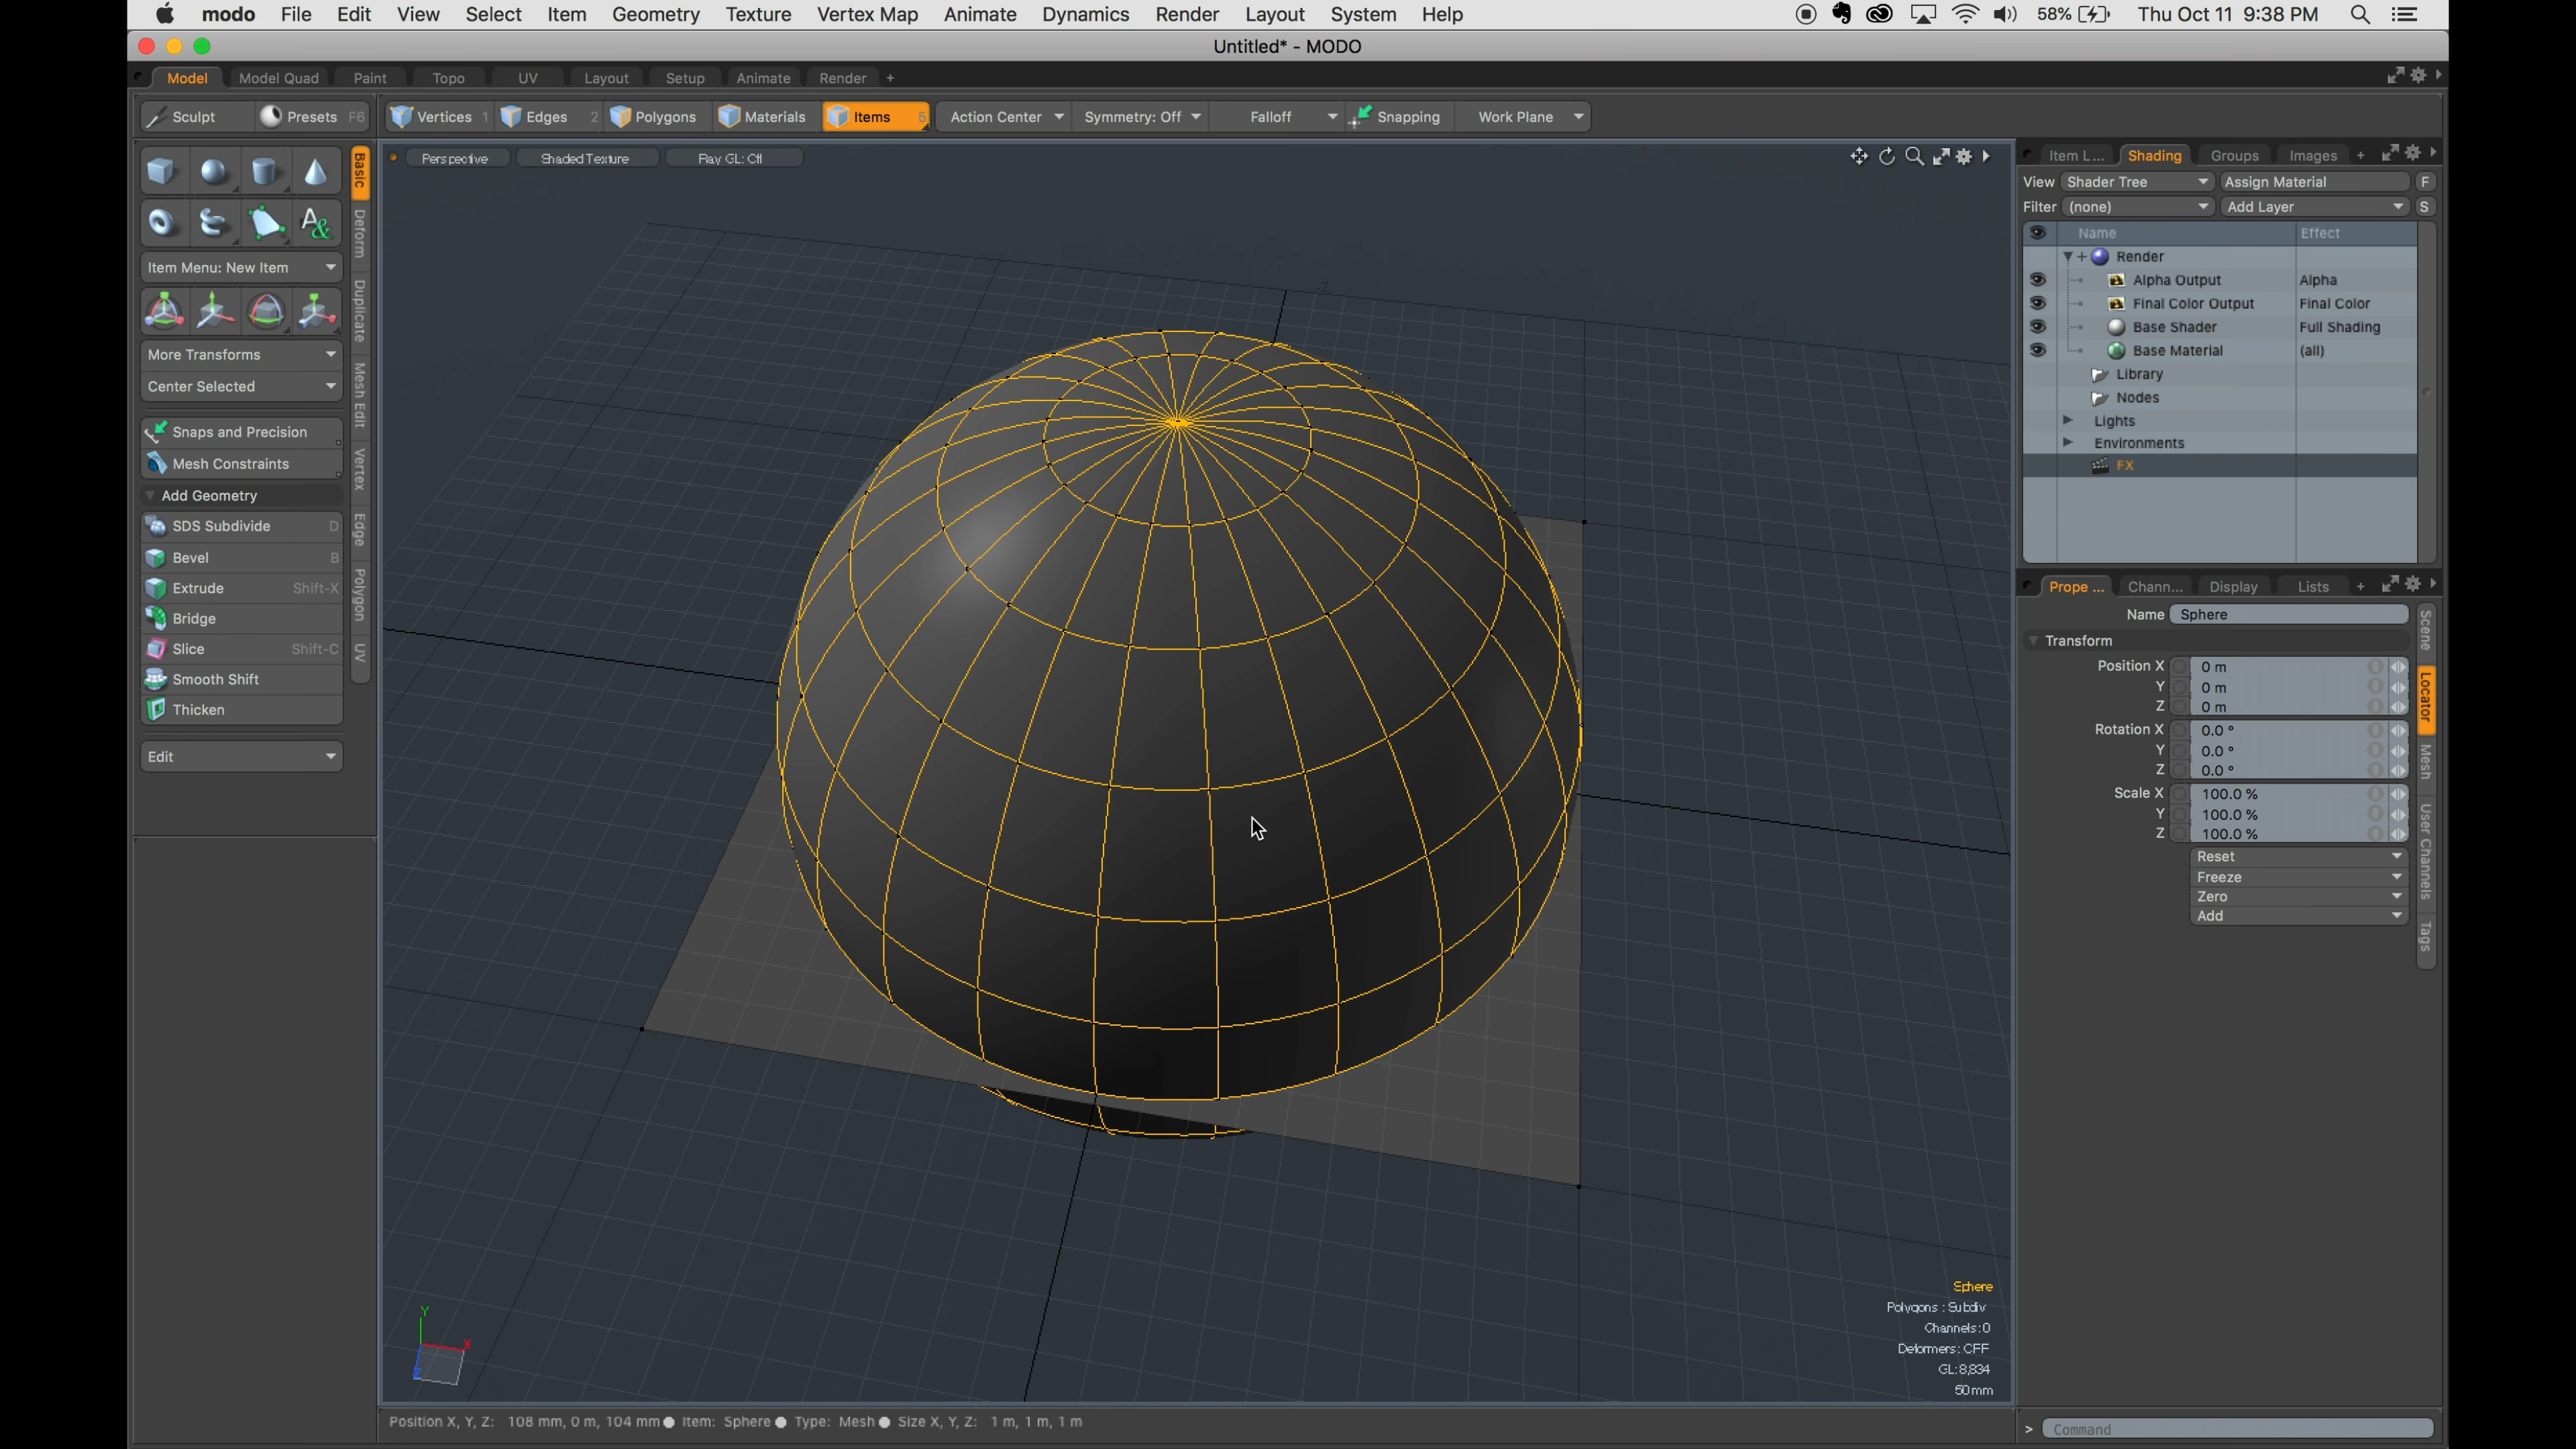 modo File Edit View Select Item Geometry Texture Vertex Map Animate Dynamics Render Layout System Help 58% Thu Oct 11 9:38 PM
Untitled* - MODO
Model Model Quad Paint Topo UV Layout Setup Animate Render +
Sculpt Presets F6 Vertices 1 Edges 2 Polygons Materials Items 5 Action Center Symmetry: Off Falloff Snapping Work Plane
Perspective Shaded Texture Ray GL: Off
Item L... Shading Groups Images +
View Shader Tree Assign Material F
Filter (none) Add Layer S
Name Effect
Render
Alpha Output Alpha
Final Color Output Final Color
Base Shader Full Shading
Base Material (all)
Library
Nodes
Lights
Environments
FX
Basic
Deform
Duplicate
Mesh Edit
Vertex
Edge
Polygon
UV
Item Menu: New Item
More Transforms
Center Selected
Snaps and Precision
Mesh Constraints
Add Geometry
SDS Subdivide D
Bevel B
Extrude Shift-X
Bridge
Slice Shift-C
Smooth Shift
Thicken
Edit
Prope ... Chann... Display Lists +
Name Sphere
Transform
Position X 0 m
Y 0 m
Z 0 m
Rotation X 0.0 °
Y 0.0 °
Z 0.0 °
Scale X 100.0 %
Y 100.0 %
Z 100.0 %
Reset
Freeze
Zero
Add
Scene
Locator
Mesh
User Channels
Tags
-Z
Y
X
Z
Sphere
Polygons : Subdiv
Channels: 0
Deformers: OFF
GL: 8,834
50 mm
Position X, Y, Z: 108 mm, 0 m, 104 mm Item: Sphere Type: Mesh Size X, Y, Z: 1 m, 1 m, 1 m
> Command